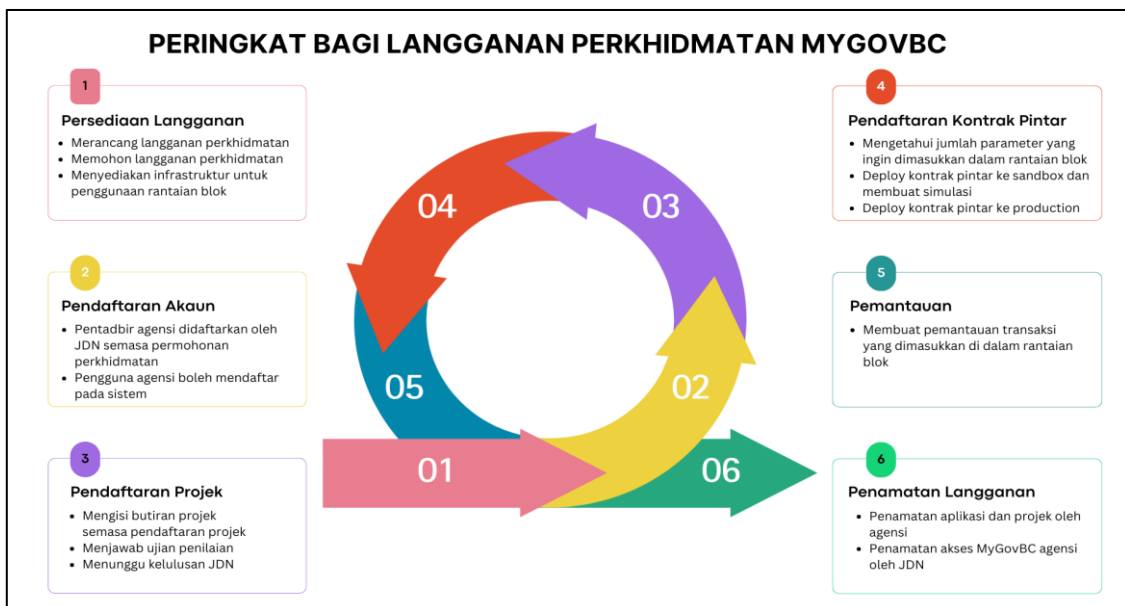 PERINGKAT BAGI LANGGANAN PERKHIDMATAN MYGOVBC
1
Persediaan Langganan
• Merancang langganan perkhidmatan
• Memohon langganan perkhidmatan
• Menyediakan infrastruktur untuk
penggunaan rantaian blok
2
Pendaftaran Akaun
• Pentadbir agensi didaftarkan oleh
JDN semasa permohonan
perkhidmatan
• Pengguna agensi boleh mendaftar
pada sistem
3
Pendaftaran Projek
• Mengisi butiran projek
semasa pendaftaran projek
• Menjawab ujian penilaian
• Menunggu kelulusan JDN
04
03
05
02
01
06
4
Pendaftaran Kontrak Pintar
• Mengetahui jumlah parameter yang
ingin dimasukkan dalam rantaian blok
• Deploy kontrak pintar ke sandbox dan
membuat simulasi
• Deploy kontrak pintar ke production
5
Pemantauan
• Membuat pemantauan transaksi
yang dimasukkan di dalam rantaian
blok
6
Penamatan Langganan
• Penamatan aplikasi dan projek oleh
agensi
• Penamatan akses MyGovBC agensi
oleh JDN